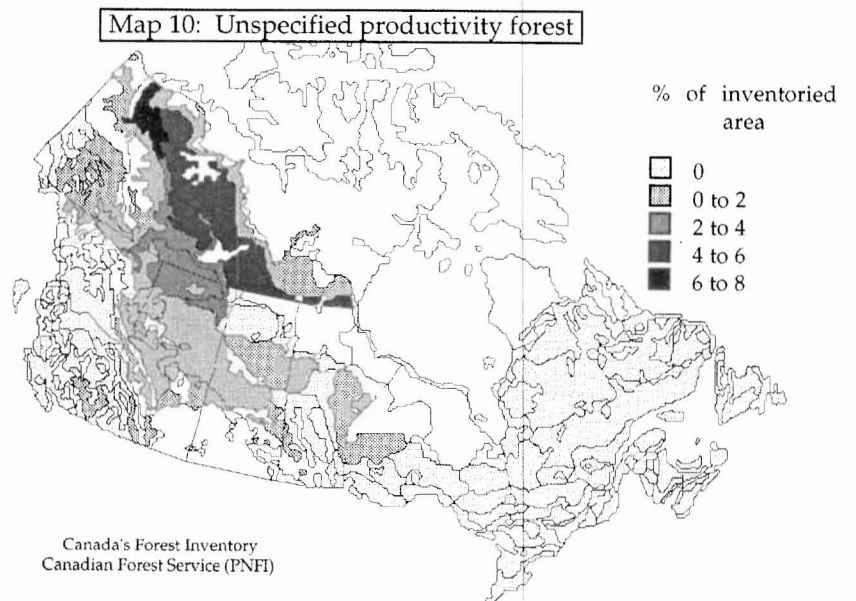 Map 10: Unspecified productivity forest
% of inventoried
area
0
0 to 2
2 to 4
4 to 6
6 to 8
Canada's Forest Inventory
Canadian Forest Service (PNFI)